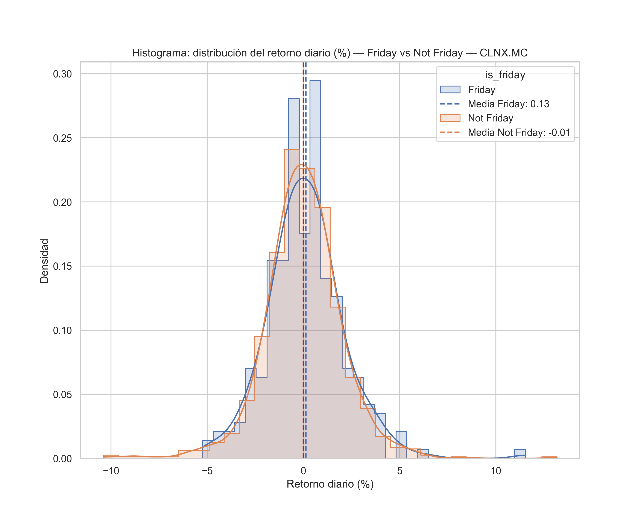 Histograma: distribución del retorno diario (%) — Friday vs Not Friday — CLNX.MC
is_friday
Friday
Media Friday: 0.13
Not Friday
Media Not Friday: -0.01
0.30
0.25
0.20
0.15
0.10
0.05
0.00
Densidad
−10
−5
0
5
10
Retorno diario (%)